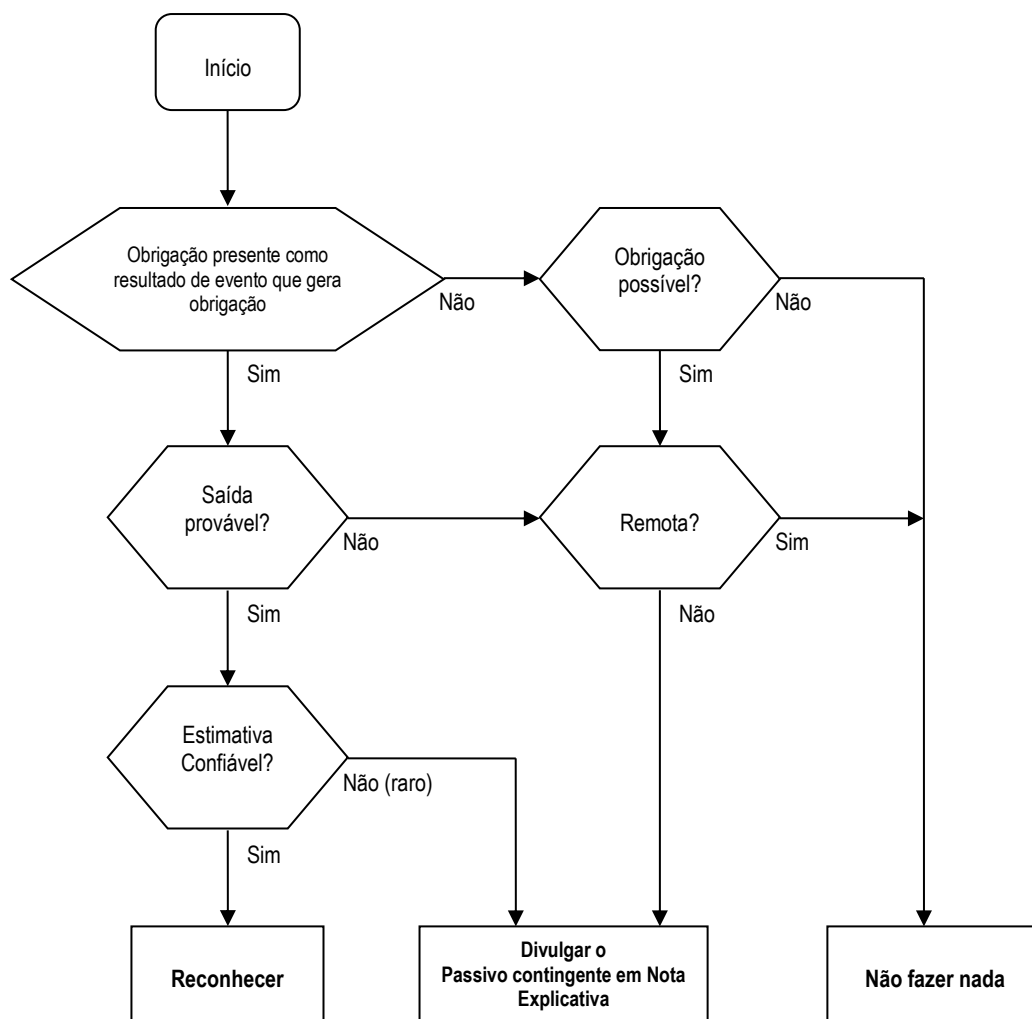 Início
Obrigação presente como
resultado de evento que gera
obrigação
Não
Obrigação
possível?
Não
Sim
Sim
Saída
provável?
Não
Remota?
Sim
Sim
Não
Estimativa
Confiável?
Não (raro)
Sim
Reconhecer
Divulgar o
Passivo contingente em Nota
Explicativa
Não fazer nada